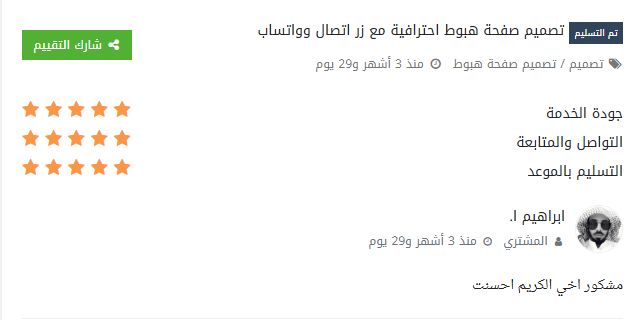 تم التسليم تصميم صفحة هبوط احترافية مع زر اتصال وواتساب
شارك التقييم
تصميم / تصميم صفحة هبوط منذ 3 أشهر و29 يوم
جودة الخدمة
التواصل والمتابعة
التسليم بالموعد
ابراهيم ا.
المشتري منذ 3 أشهر و29 يوم
مشكور اخي الكريم احسنت